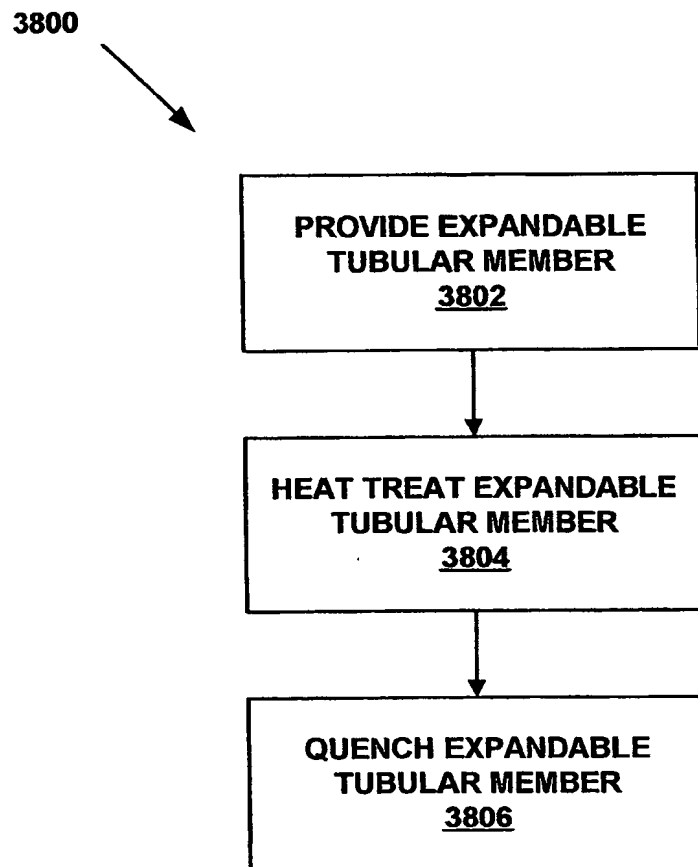 3800
PROVIDE EXPANDABLE
TUBULAR MEMBER
3802
HEAT TREAT EXPANDABLE
TUBULAR MEMBER
3804
QUENCH EXPANDABLE
TUBULAR MEMBER
3806